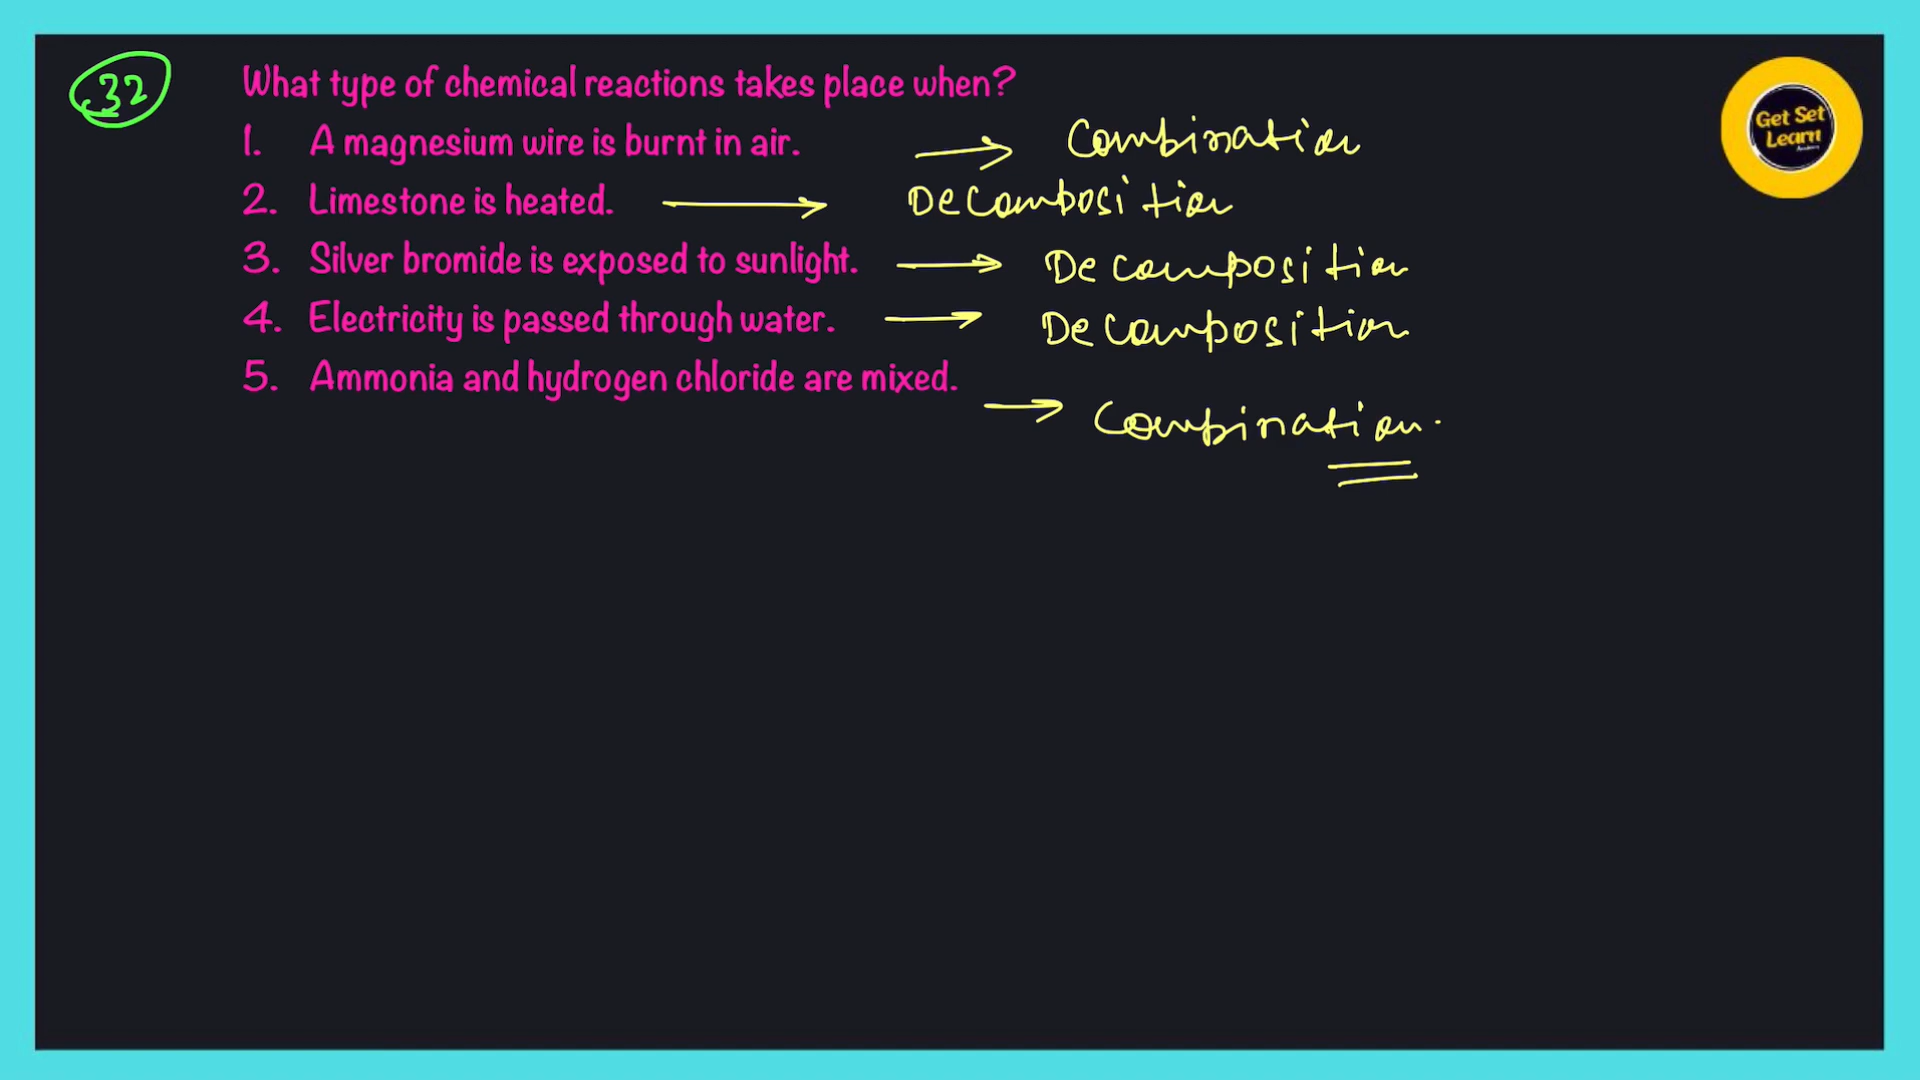 32 What type of chemical reactions takes place when?
1. A magnesium wire is burnt in air. → Combination
2. Limestone is heated. → Decomposition
3. Silver bromide is exposed to sunlight. → Decomposition
4. Electricity is passed through water. → Decomposition
5. Ammonia and hydrogen chloride are mixed. → Combination.
Get Set
Learn
Academy